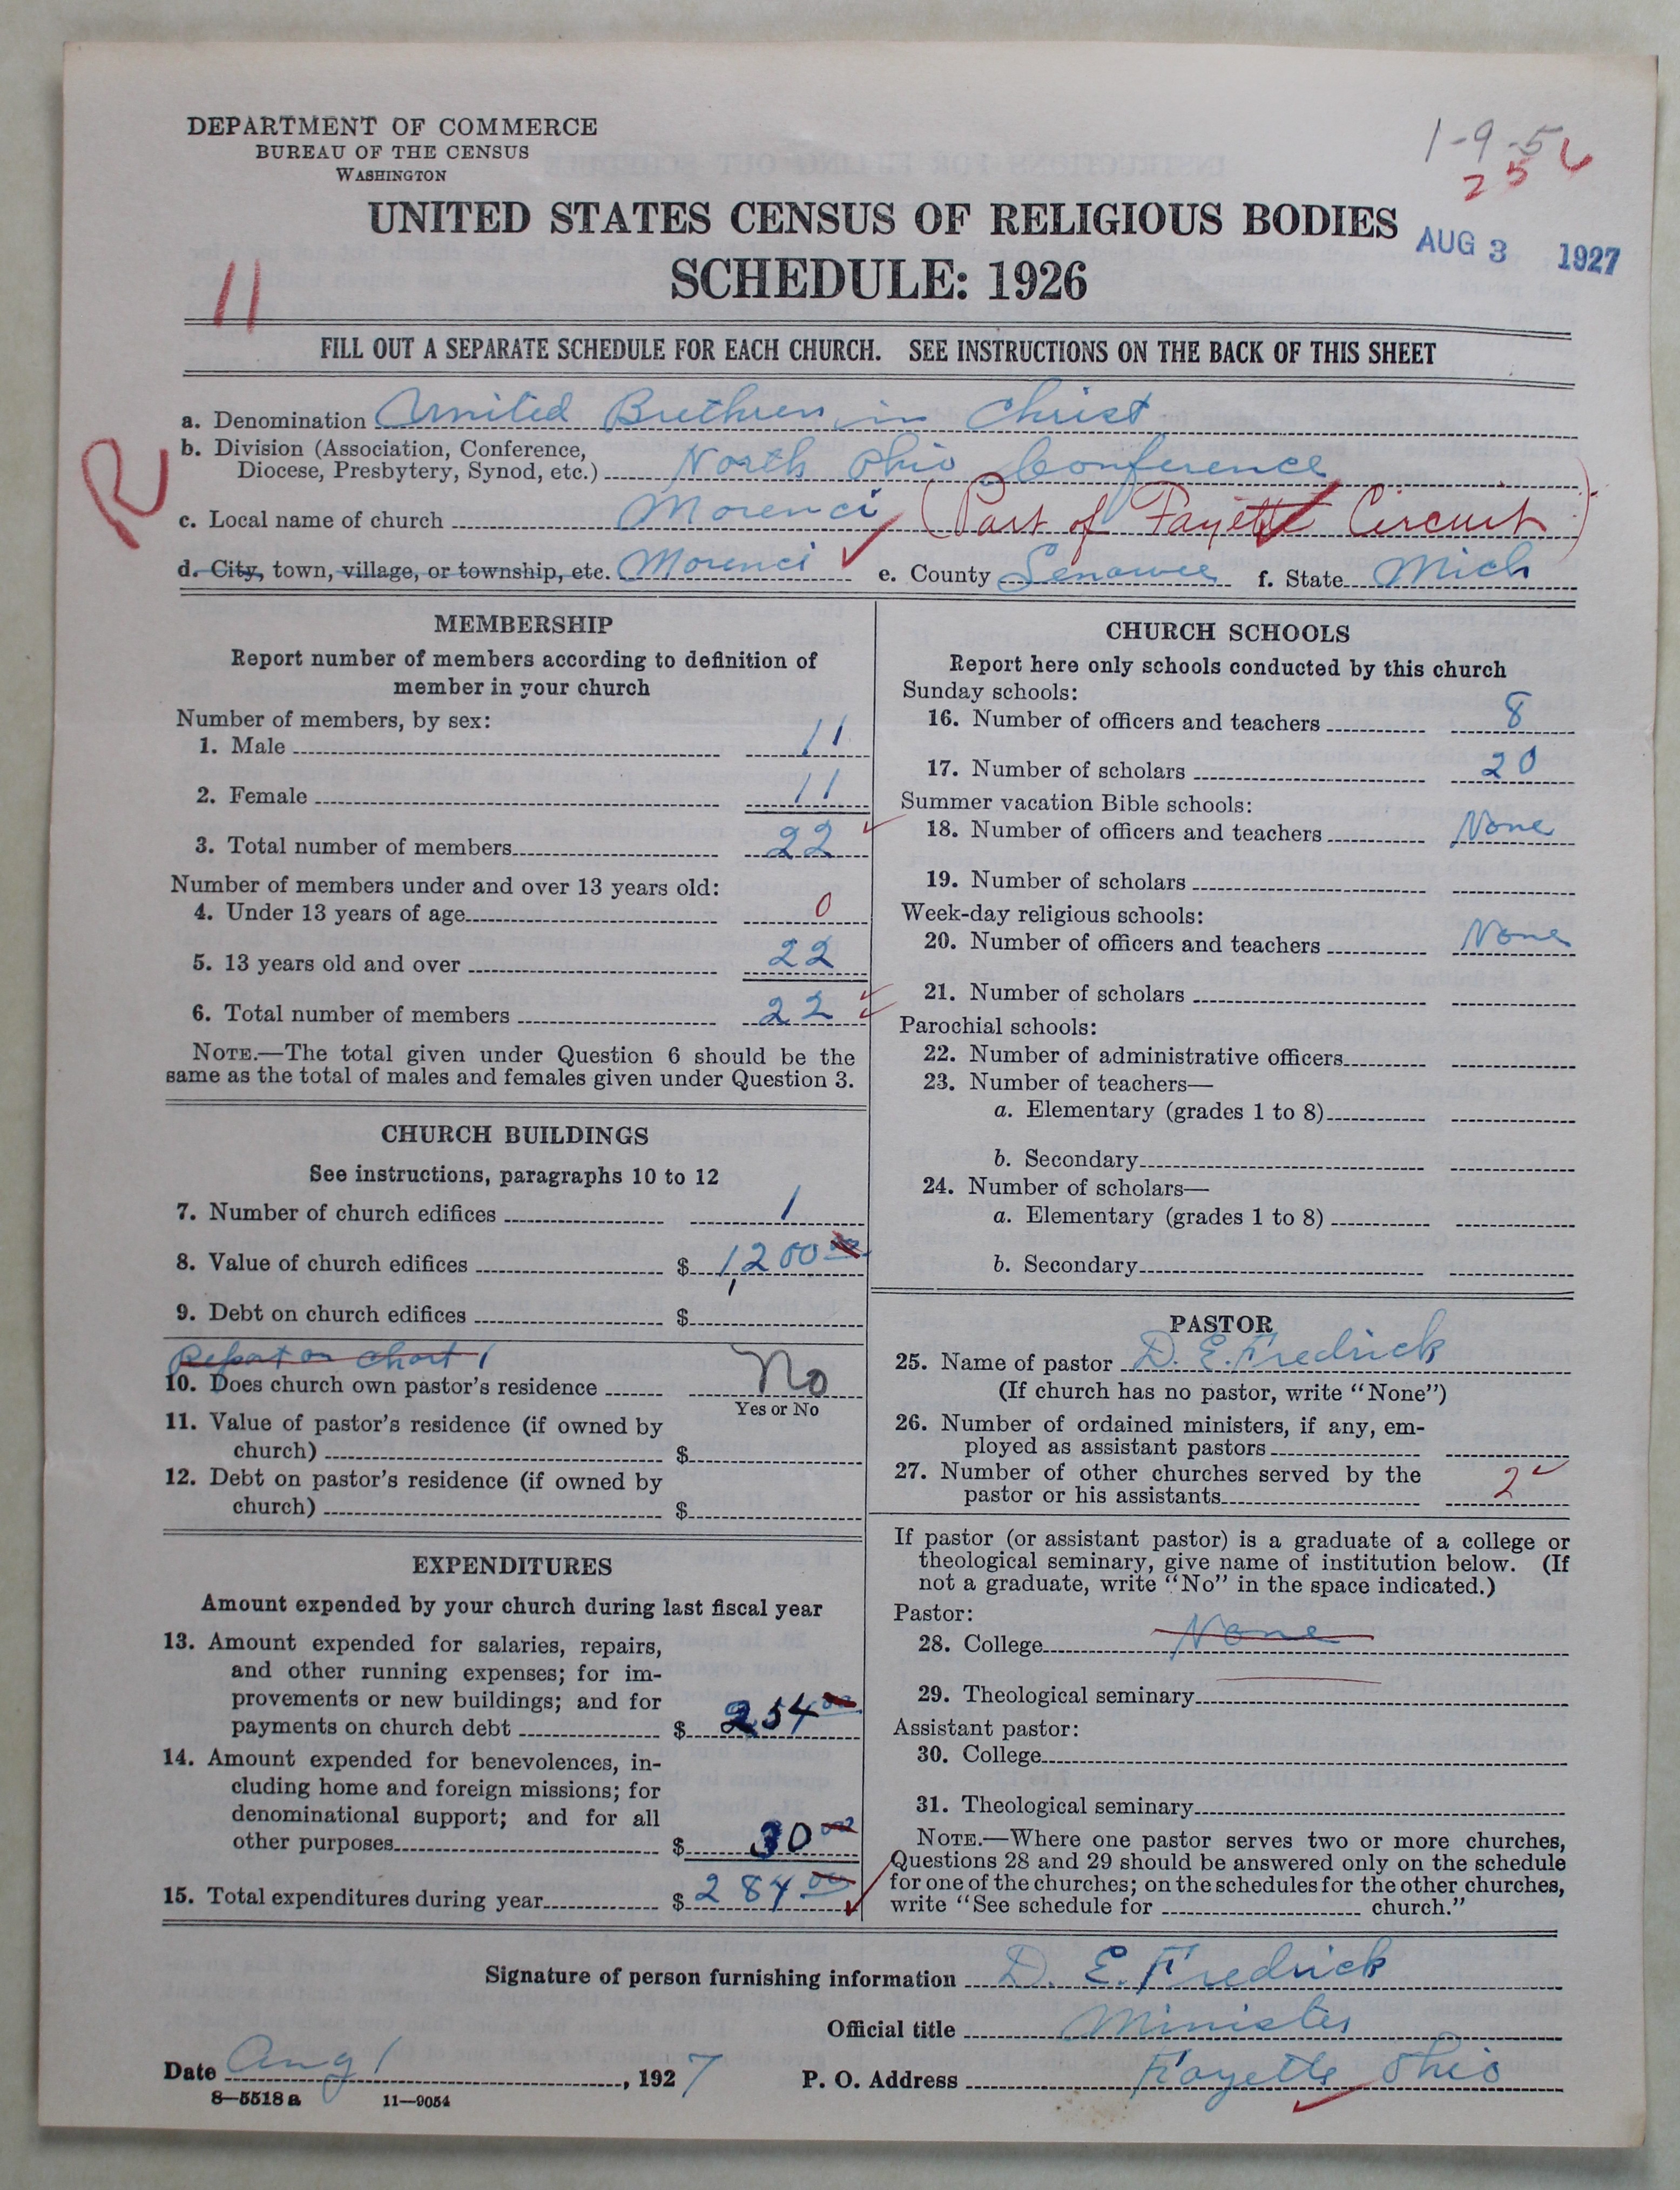 DEPARTMENT OF COMMERCE
BUREAU OF THE CENSUS
WASHINGTON
1-9-5
2 5 6
UNITED STATES CENSUS OF RELIGIOUS BODIES
SCHEDULE: 1926
AUG 3 1927
11
FILL OUT A SEPARATE SCHEDULE FOR EACH CHURCH. SEE INSTRUCTIONS ON THE BACK OF THIS SHEET
R
a. Denomination United Brethren in Christ
b. Division (Association, Conference,
Diocese, Presbytery, Synod, etc.) North Ohio Conference
c. Local name of church Morenci (Part of Fayette Circuit)
d. City, town, village, or township, etc. Morenci e. County Lenawee f. State Mich
MEMBERSHIP
Report number of members according to definition of
member in your church
Number of members, by sex:
1. Male 11
2. Female 11
3. Total number of members 22
Number of members under and over 13 years old:
4. Under 13 years of age 0
5. 13 years old and over 22
6. Total number of members 22
NOTE.—The total given under Question 6 should be the
same as the total of males and females given under Question 3.
CHURCH BUILDINGS
See instructions, paragraphs 10 to 12
7. Number of church edifices 1
8. Value of church edifices $ 1,200 00
9. Debt on church edifices $
Report on Chart 1
10. Does church own pastor's residence No
Yes or No
11. Value of pastor's residence (if owned by
church) $
12. Debt on pastor's residence (if owned by
church) $
EXPENDITURES
Amount expended by your church during last fiscal year
13. Amount expended for salaries, repairs,
and other running expenses; for im-
provements or new buildings; and for
payments on church debt $ 254 00
14. Amount expended for benevolences, in-
cluding home and foreign missions; for
denominational support; and for all
other purposes $ 30 00
15. Total expenditures during year $ 284 00
CHURCH SCHOOLS
Report here only schools conducted by this church
Sunday schools:
16. Number of officers and teachers 8
17. Number of scholars 20
Summer vacation Bible schools:
18. Number of officers and teachers None
19. Number of scholars
Week-day religious schools:
20. Number of officers and teachers None
21. Number of scholars
Parochial schools:
22. Number of administrative officers
23. Number of teachers—
a. Elementary (grades 1 to 8)
b. Secondary
24. Number of scholars—
a. Elementary (grades 1 to 8)
b. Secondary
PASTOR
25. Name of pastor D. E. Fredrick
(If church has no pastor, write "None")
26. Number of ordained ministers, if any, em-
ployed as assistant pastors
27. Number of other churches served by the
pastor or his assistants 2
If pastor (or assistant pastor) is a graduate of a college or
theological seminary, give name of institution below. (If
not a graduate, write "No" in the space indicated.)
Pastor:
28. College None
29. Theological seminary
Assistant pastor:
30. College
31. Theological seminary
NOTE.—Where one pastor serves two or more churches,
Questions 28 and 29 should be answered only on the schedule
for one of the churches; on the schedules for the other churches,
write "See schedule for church."
Signature of person furnishing information D. E. Fredrick
Official title Minister
Date Aug 1, 1927 P. O. Address Fayette Ohio
8—5518 a 11—9054